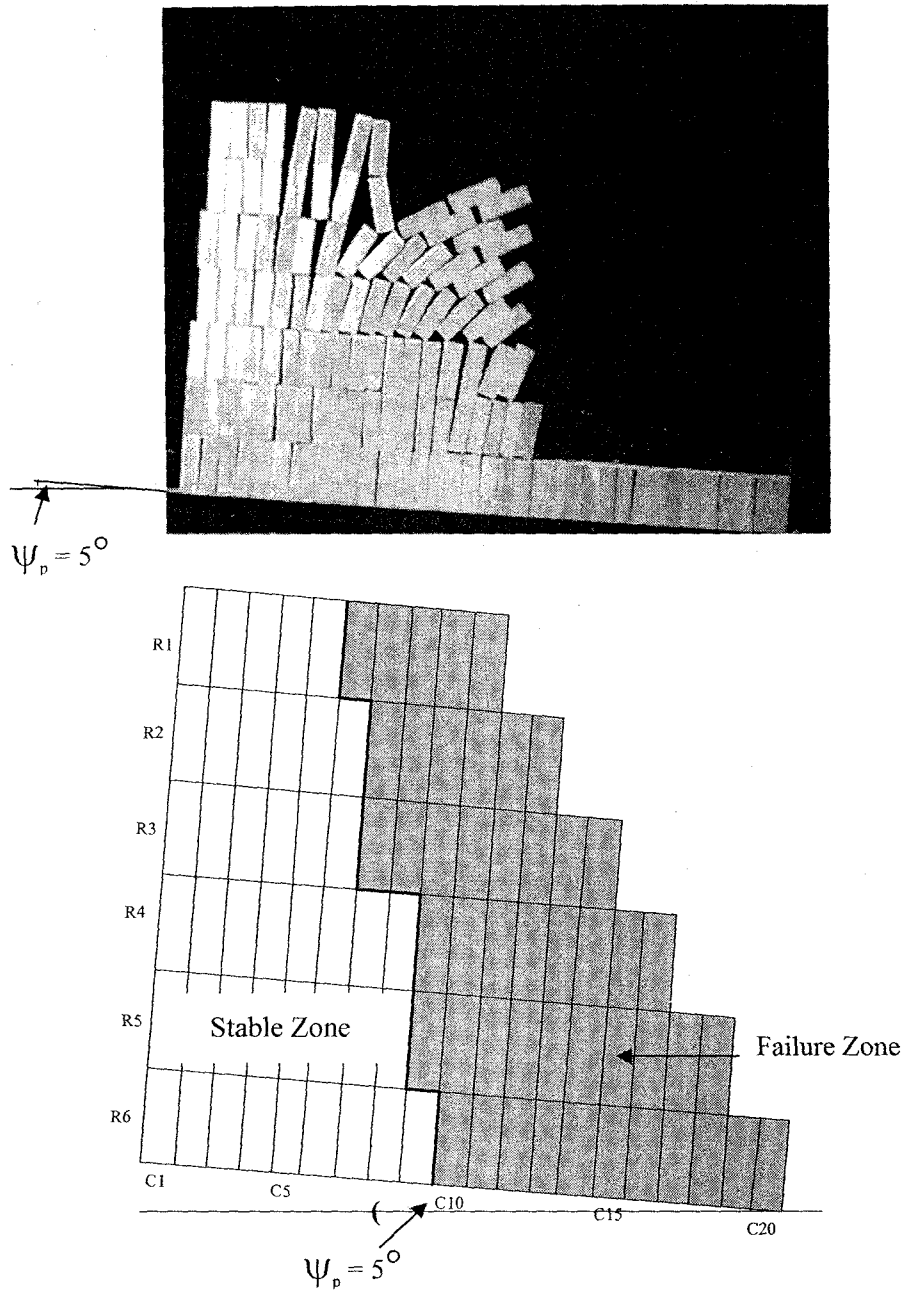 Ψp = 5°
R1
R2
R3
R4
R5
Stable Zone
Failure Zone
R6
C1
C5
C10
C15
C20
Ψp = 5°